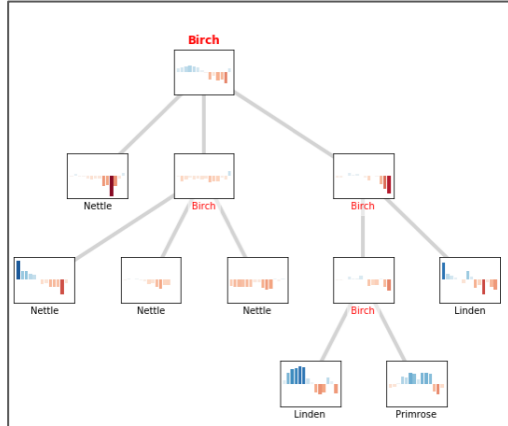 Birch
Nettle
Birch
Birch
Nettle
Nettle
Nettle
Birch
Linden
Linden
Primrose